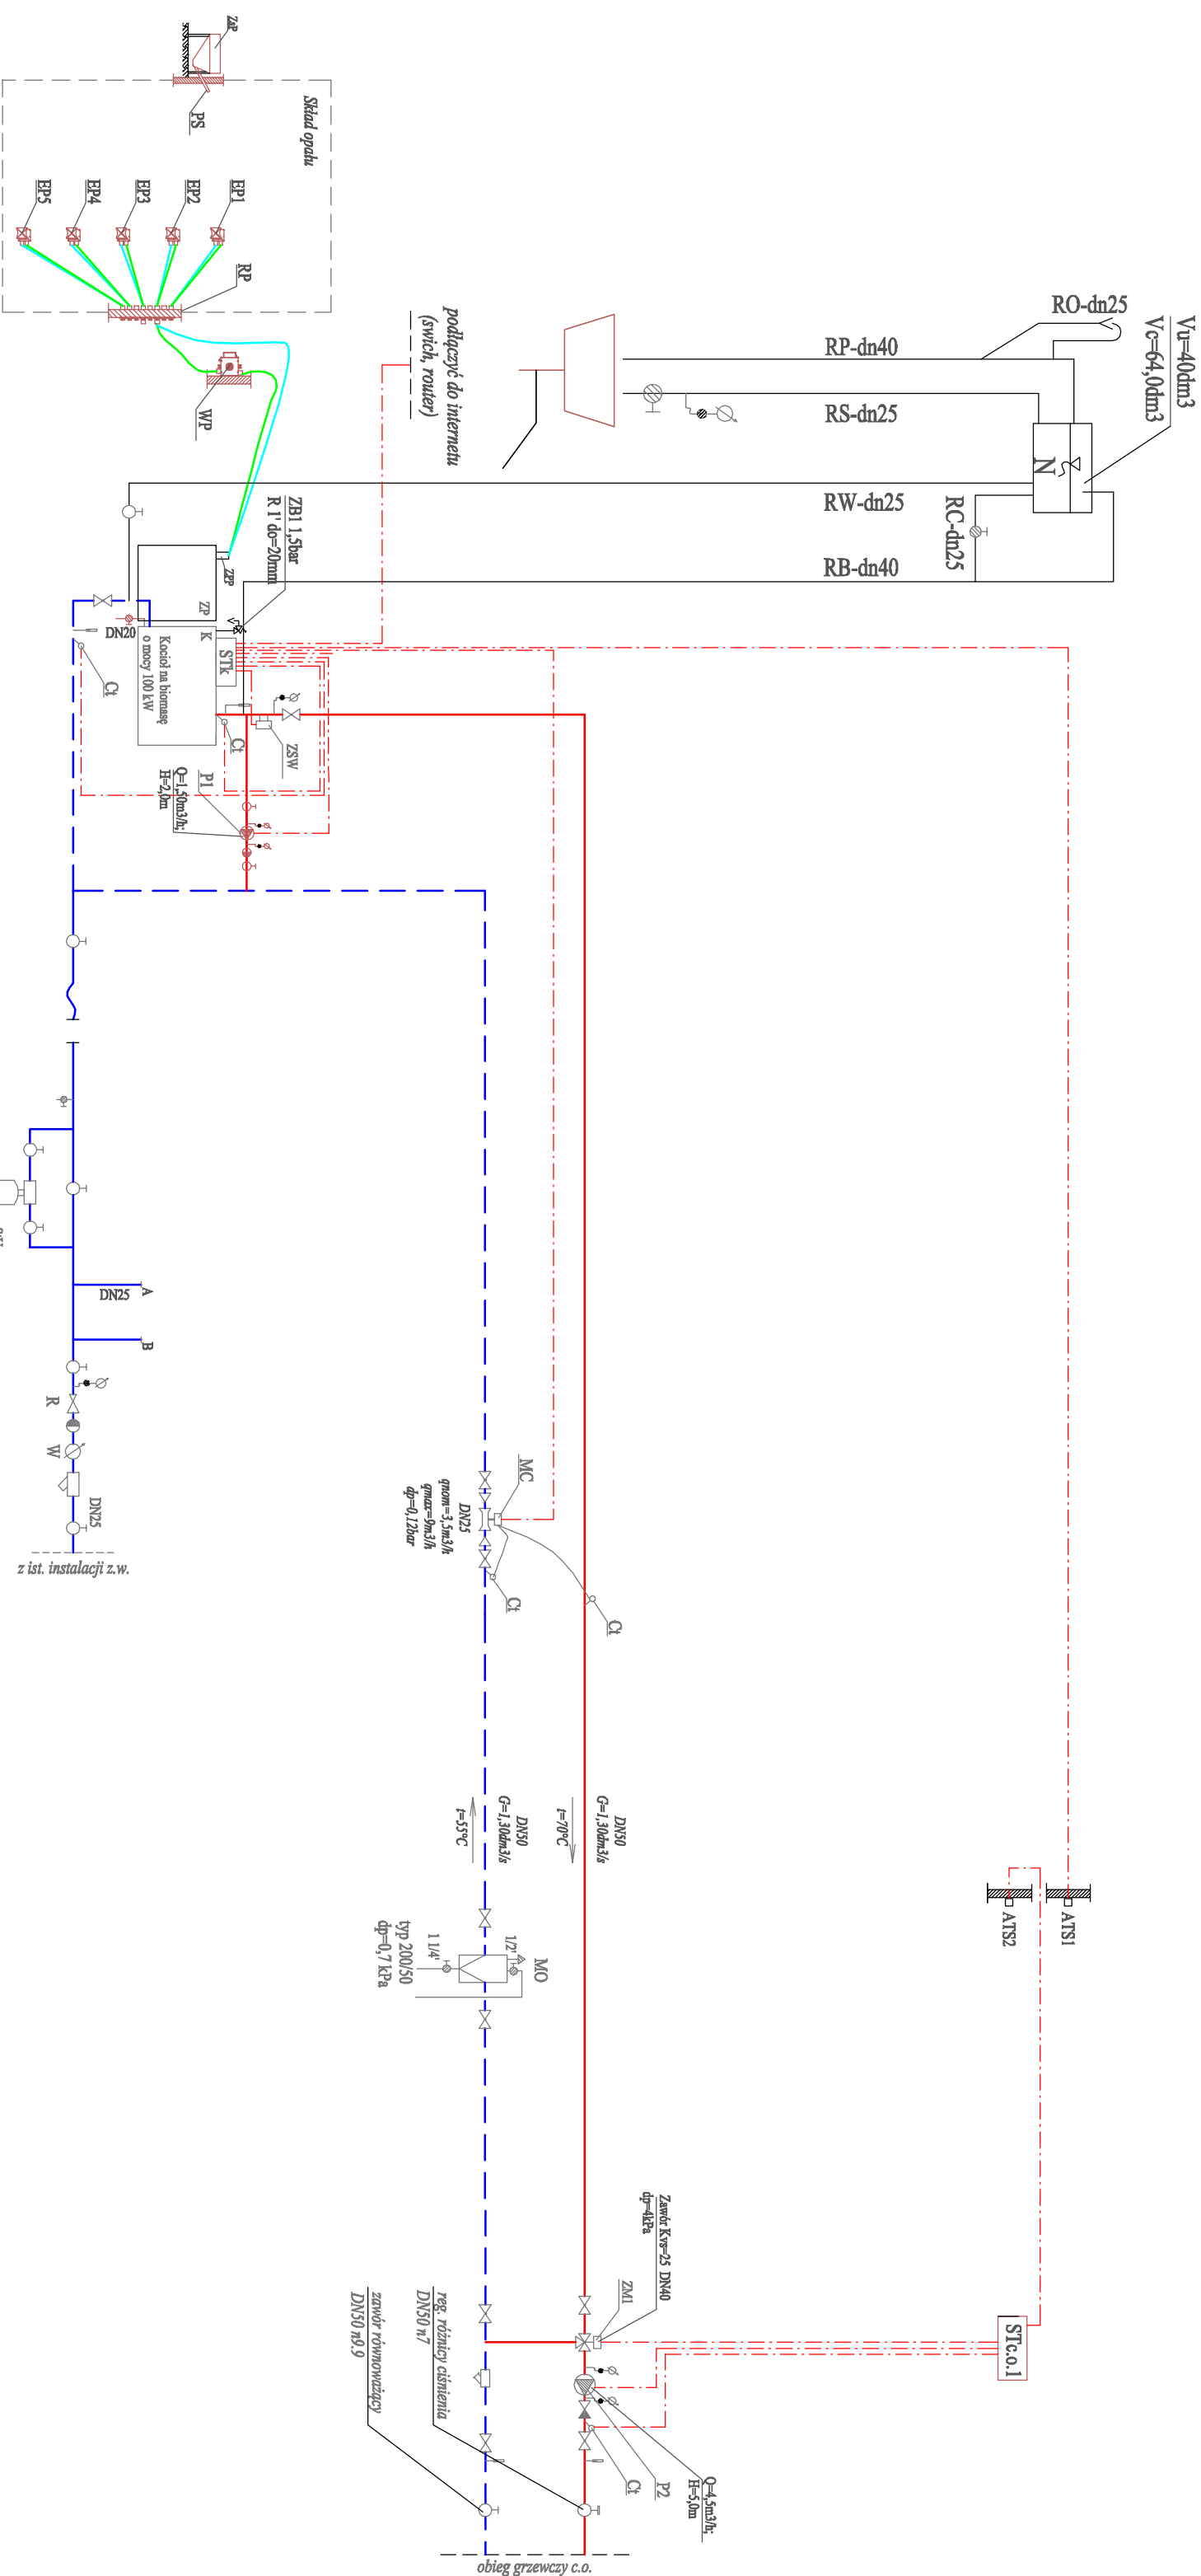 ZsP
PS
Skład opału
EP5
EP4
EP3
EP2
EP1
RP
WP
podłączyć do internetu
(swich, router)
RO-dn25
Vu=40dm3
Vc=64,0dm3
RP-dn40
RS-dn25
N
RW-dn25
RC-dn25
RB-dn40
ZB1 1,5bar
R 1' do=20mm
ZPP
ZP
K
STk
DN20
Kocioł na biomasę
o mocy 100 kW
Ct
Ct
ZSW
P1
Q=1,50m3/h;
H=2,0m
DN25
A
B
R
W
DN25
z ist. instalacji z.w.
MC
DN25
qnom=3,5m3/h
qmax=9m3/h
dp=0,12bar
Ct
Ct
DN50
G=1,30dm3/s
t=55°C
DN50
G=1,30dm3/s
t=70°C
ATS1
ATS2
MO
1/2'
1 1/4'
typ 200/50
dp=0,7 kPa
Zawór Kvs=25 DN40
dp=4kPa
ZM1
STc.o.1
reg. różnicy ciśnienia
DN50 n7
zawór równoważący
DN50 n9.9
Ct
P2
Q=4,5m3/h;
H=5,0m
obieg grzewczy c.o.